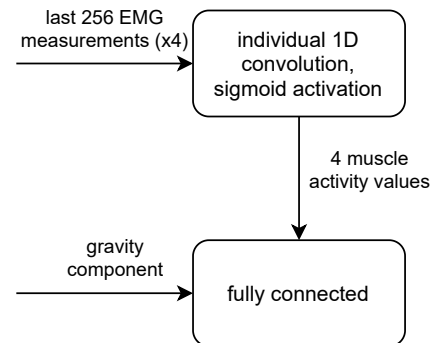 last 256 EMG
measurements (x4)
individual 1D
convolution,
sigmoid activation
4 muscle
activity values
gravity
component
fully connected